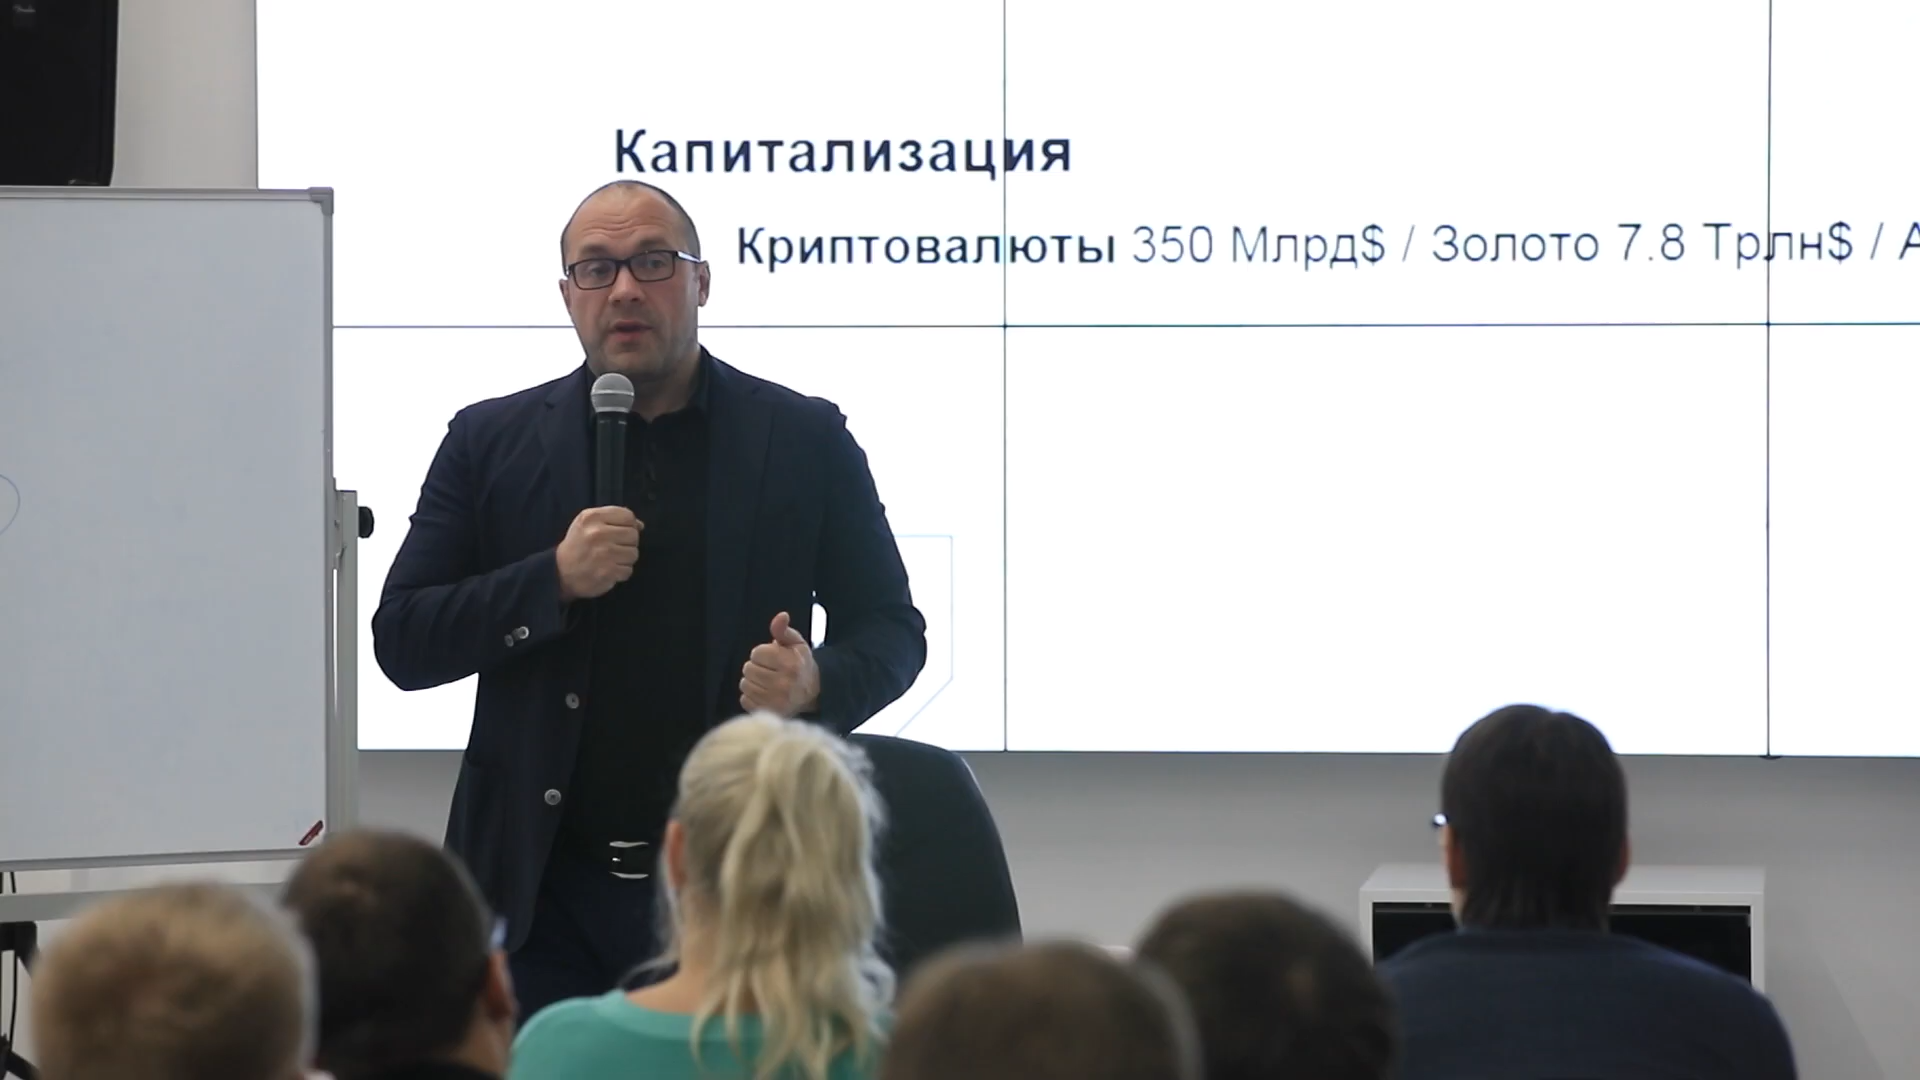 Капитализация
Криптовалюты 350 Млрд$ / Золото 7.8 Трлн$ / А